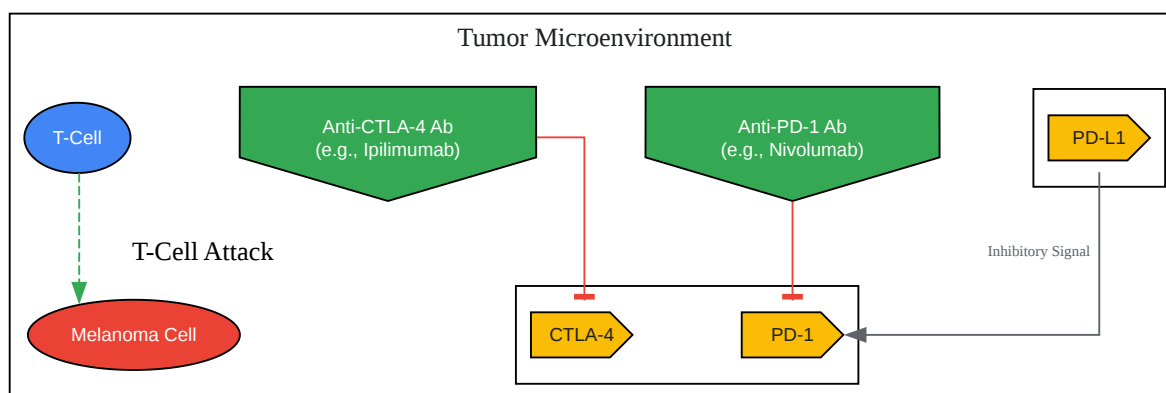 Tumor Microenvironment
T-Cell
Anti-CTLA-4 Ab
(e.g., Ipilimumab)
Anti-PD-1 Ab
(e.g., Nivolumab)
PD-L1
T-Cell Attack
Inhibitory Signal
Melanoma Cell
CTLA-4
PD-1